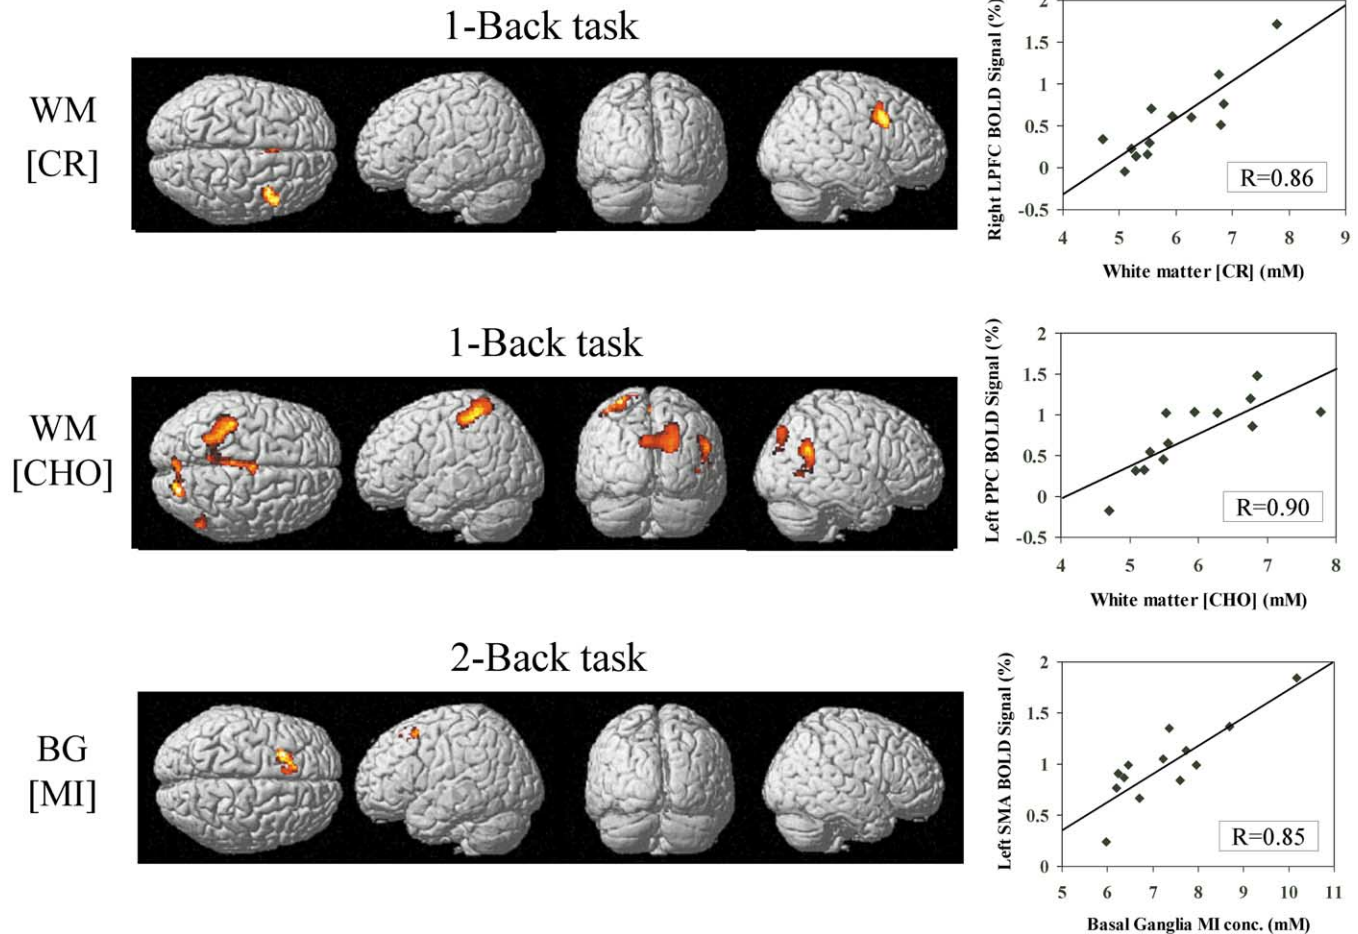 1-Back task
WM
[CR]
Right LPFC BOLD Signal (%)
2
1.5
1
0.5
0
-0.5
R=0.86
4 5 6 7 8 9
White matter [CR] (mM)
1-Back task
WM
[CHO]
Left PPC BOLD Signal (%)
2
1.5
1
0.5
0
-0.5
R=0.90
4 5 6 7 8
White matter [CHO] (mM)
2-Back task
BG
[MI]
Left SMA BOLD Signal (%)
2
1.5
1
0.5
0
R=0.85
5 6 7 8 9 10 11
Basal Ganglia MI conc. (mM)